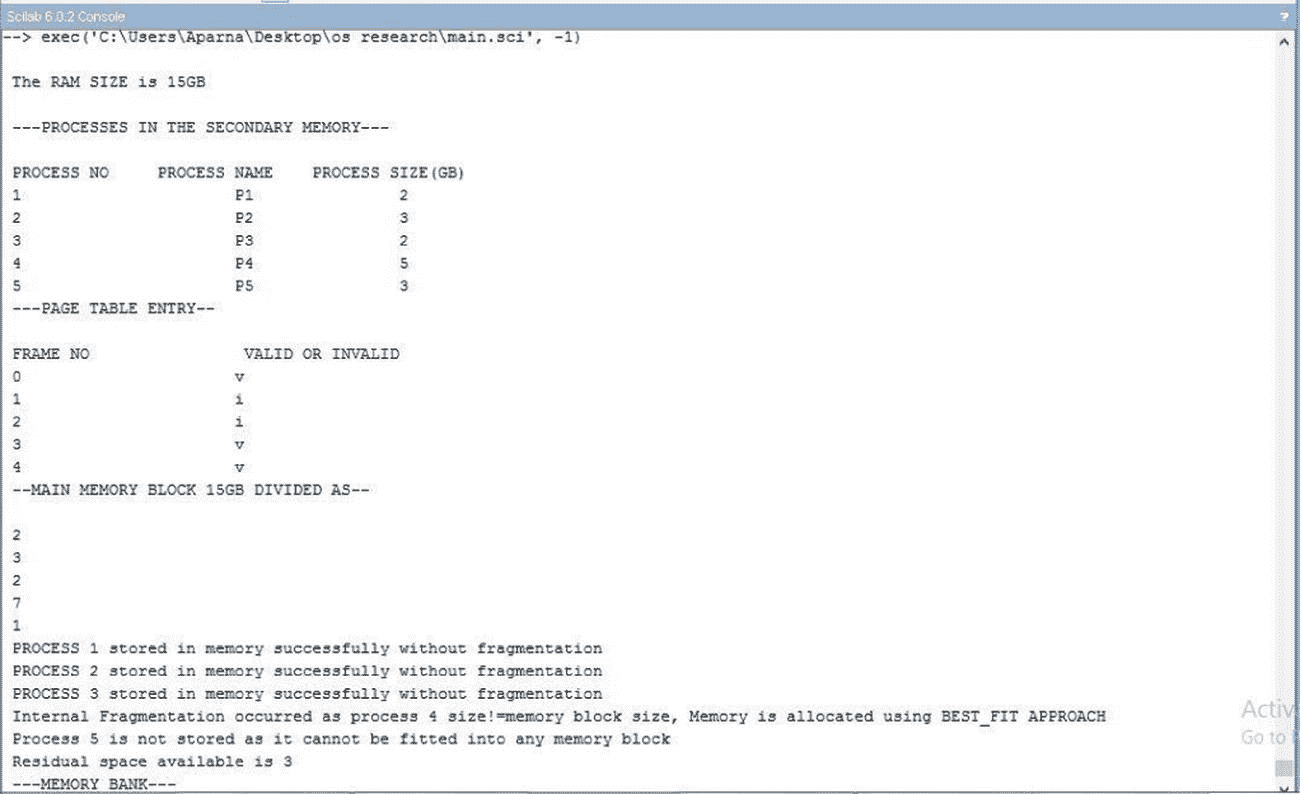 Scilab 6.0.2 Console
?
--> exec('C:\Users\Aparna\Desktop\os research\main.sci', -1)
The RAM SIZE is 15GB
---PROCESSES IN THE SECONDARY MEMORY---
PROCESS NO PROCESS NAME PROCESS SIZE(GB)
1 P1 2
2 P2 3
3 P3 2
4 P4 5
5 P5 3
---PAGE TABLE ENTRY--
FRAME NO VALID OR INVALID
0 v
1 i
2 i
3 v
4 v
--MAIN MEMORY BLOCK 15GB DIVIDED AS--
2
3
2
7
1
PROCESS 1 stored in memory successfully without fragmentation
PROCESS 2 stored in memory successfully without fragmentation
PROCESS 3 stored in memory successfully without fragmentation
Internal Fragmentation occurred as process 4 size!=memory block size, Memory is allocated using BEST_FIT APPROACH
Activ
Process 5 is not stored as it cannot be fitted into any memory block
Go to
Residual space available is 3
---MEMORY BANK---